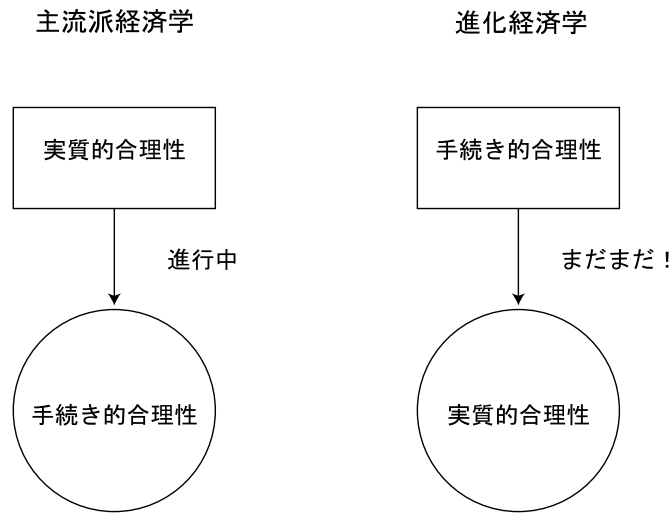 主流派経済学
進化経済学
実質的合理性
手続き的合理性
進行中
まだまだ！
手続き的合理性
実質的合理性